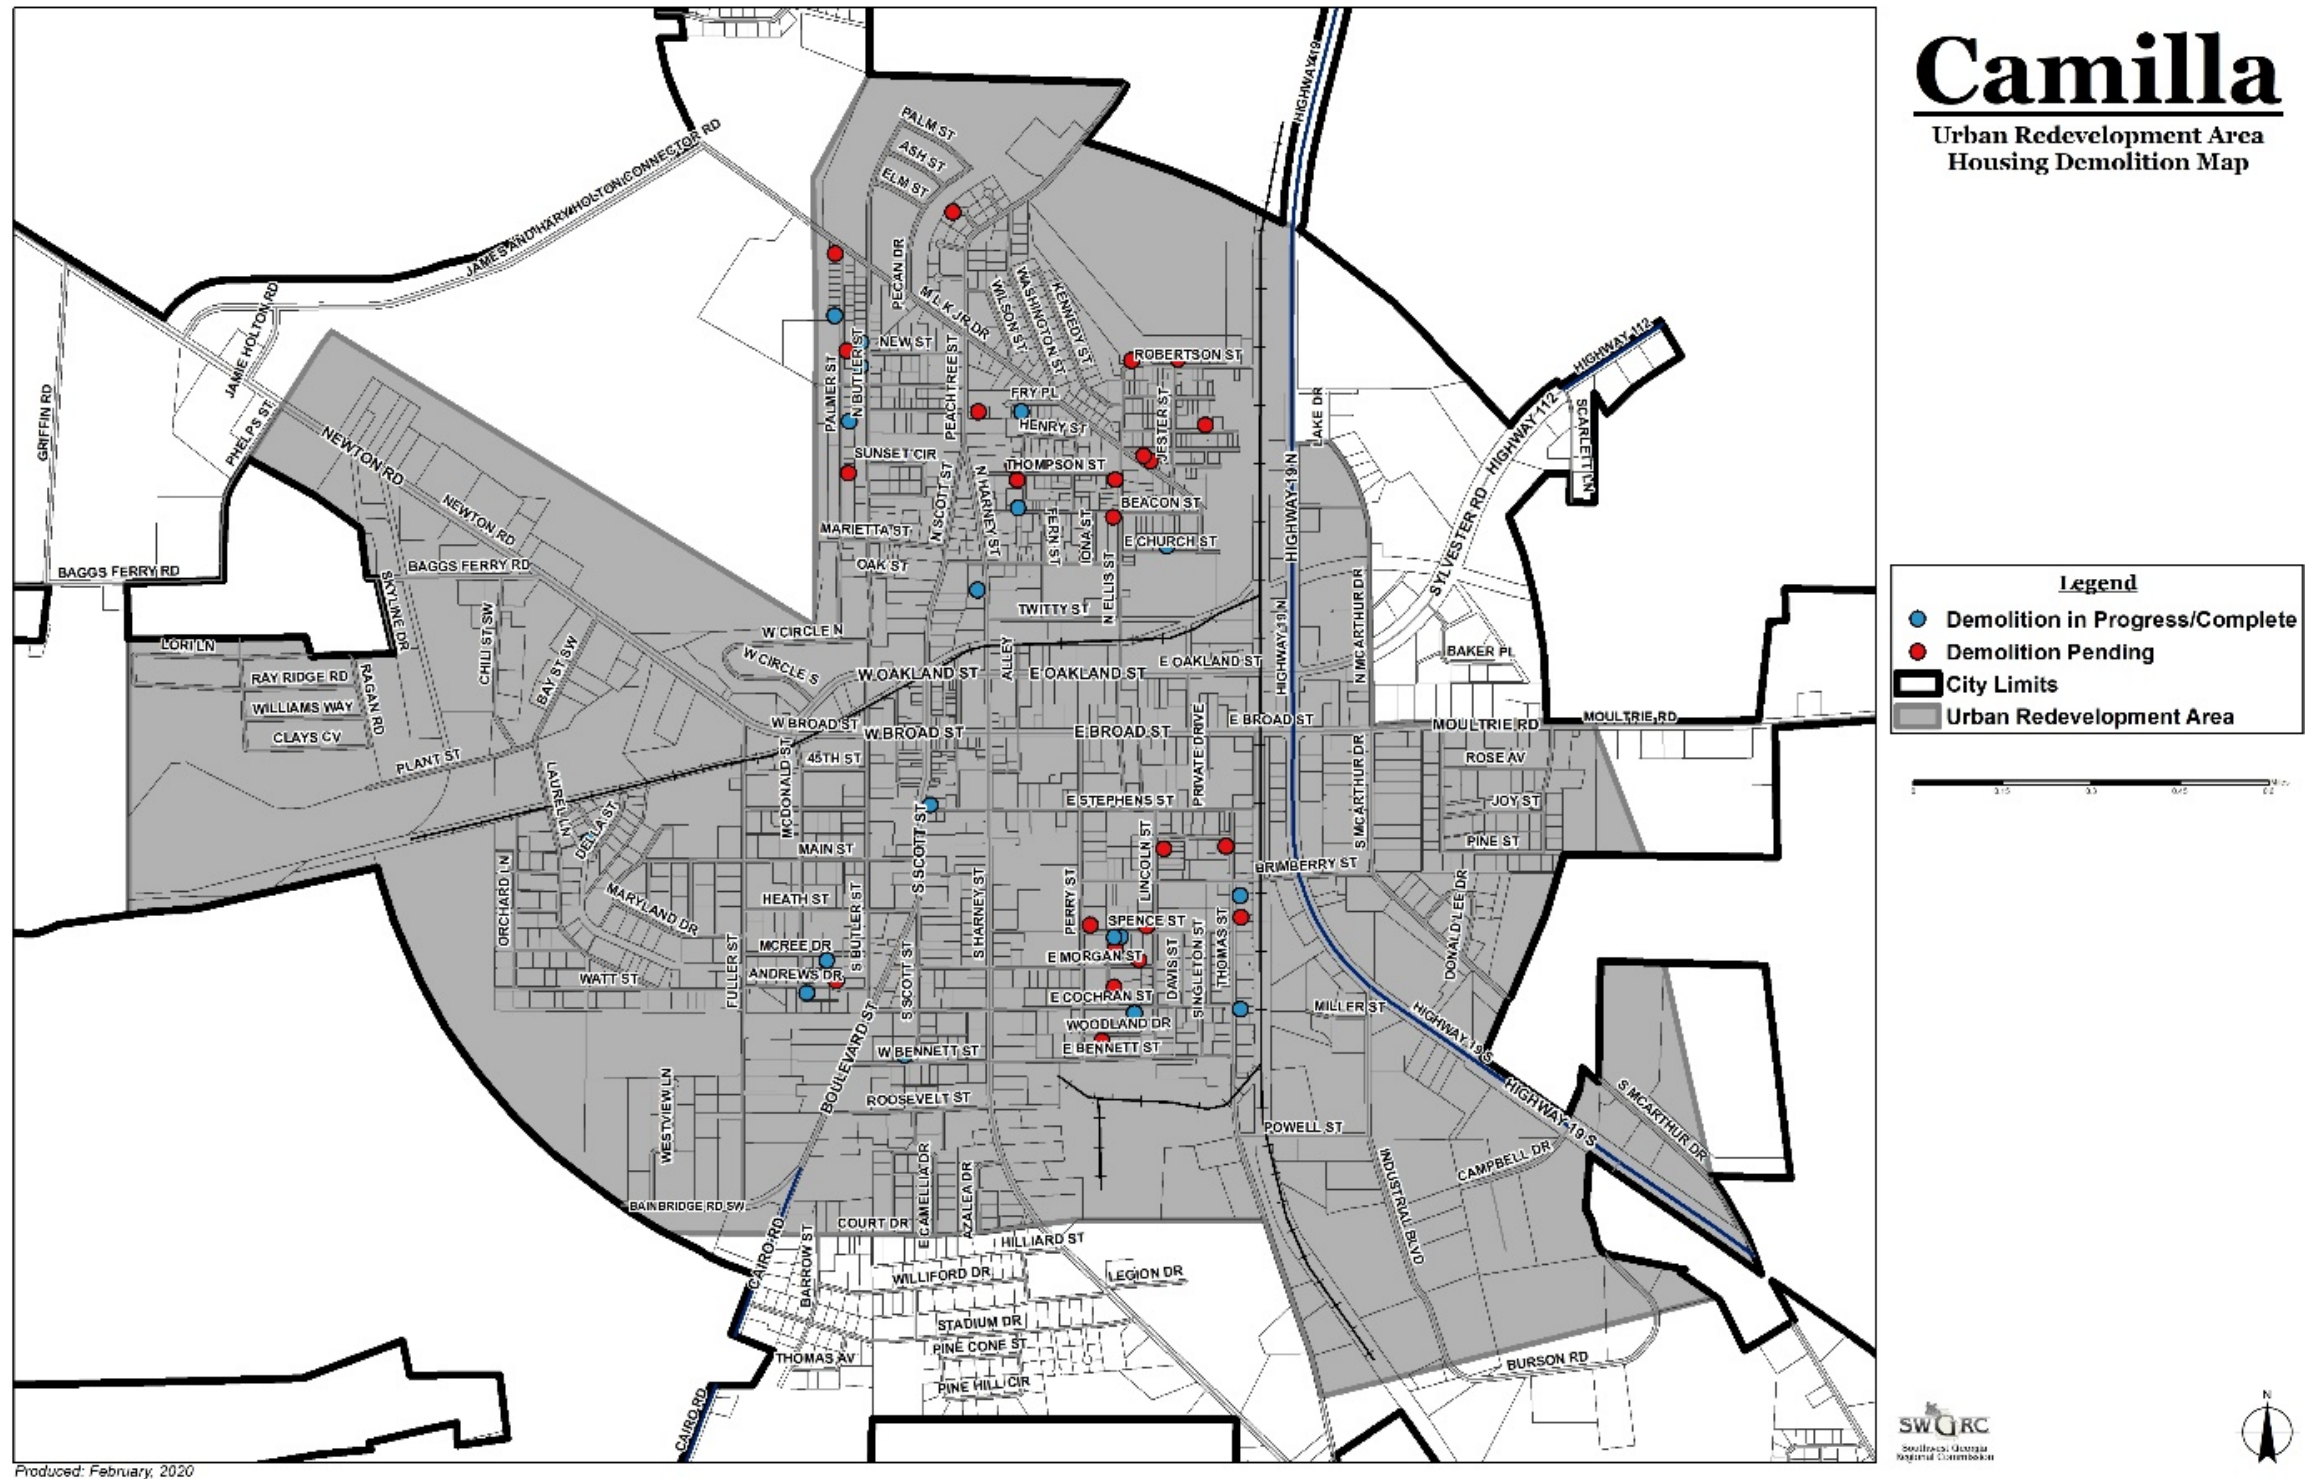 Camilla
Urban Redevelopment Area
Housing Demolition Map
HIGHWAY 19
PALM ST
ASH ST
ELM ST
JAMES AND HARY HOLTON CONNECTOR RD
PECAN DR
M L K JR DR
WILSON ST
WASHINGTON ST
KENNEDY ST
JAMIE HOLTON RD
GRIFFIN RD
PHELPS ST
NEWTON RD
NEWTON RD
PALMER ST
N BUTLER ST
NEW ST
PEACHTREE ST
ROBERTSON ST
FRY PL
HENRY ST
JESTER ST
LAKE DR
HIGHWAY 112
HIGHWAY 112
SCARLETT LN
SYLVESTER RD
SUNSET CIR
THOMPSON ST
N SCOTT ST
N HARNEY ST
BEACON ST
HIGHWAY 19 N
MARIETTA ST
FERN ST
IONA ST
E CHURCH ST
OAK ST
N ELLIS ST
TWITTY ST
BAGGS FERRY RD
BAGGS FERRY RD
SKYLINE DR
CHILI ST SW
BAY ST SW
LORI LN
RAY RIDGE RD
RAGAN RD
WILLIAMS WAY
CLAYS CV
PLANT ST
W CIRCLE N
W CIRCLE S
ALLEY
W OAKLAND ST
E OAKLAND ST
E OAKLAND ST
HIGHWAY 19 N
N MCARTHUR DR
BAKER PL
W BROAD ST
W BROAD ST
E BROAD ST
E BROAD ST
MOULTRIE RD
MOULTRIE RD
PRIVATE DRIVE
45TH ST
MCDONALD ST
ROSE AV
JOY ST
PINE ST
S MCARTHUR DR
E STEPHENS ST
LAUREL LN
DELIA ST
MAIN ST
S SCOTT ST
LINCOLN ST
BRIMBERRY ST
ORCHARD LN
MARYLAND DR
HEATH ST
S BUTLER ST
S HARNEY ST
PERRY ST
SPENCE ST
THOMAS ST
DONALD LEE DR
MCREE DR
ANDREWS DR
WATT ST
FULLER ST
S SCOTT ST
E MORGAN ST
DAVIS ST
SINGLETON ST
E COCHRAN ST
WOODLAND DR
E BENNETT ST
W BENNETT ST
BOULEVARD ST
MILLER ST
HIGHWAY 19 S
HIGHWAY 19 S
S MCARTHUR DR
WESTVIEW LN
ROOSEVELT ST
POWELL ST
CAMPBELL DR
INDUSTRIAL BLVD
E CAMELLIA DR
AZALEA DR
BAINBRIDGE RD SW
COURT DR
HILLIARD ST
CAIRO RD
BARROW ST
WILLIFORD DR
LEGION DR
STADIUM DR
PINE CONE ST
THOMAS AV
PINE HILL CIR
BURSON RD
CAIRO RD
Legend
Demolition in Progress/Complete
Demolition Pending
City Limits
Urban Redevelopment Area
0 0.15 0.3 0.45 0.6
N
SWGRC
Southwest Georgia
Regional Commission
Produced: February, 2020